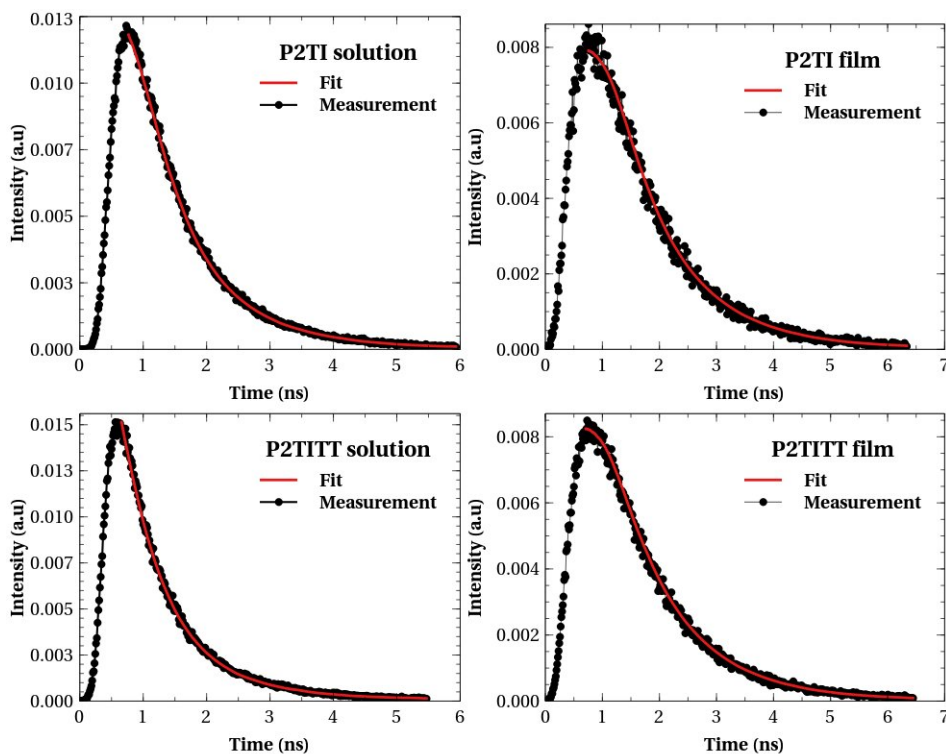 P2TI solution
Fit
Measurement
Intensity (a.u)
0.013
0.010
0.007
0.005
0.003
0.000
0 1 2 3 4 5 6
Time (ns)
P2TI film
Fit
Measurement
Intensity (a.u)
0.008
0.006
0.004
0.002
0.000
0 1 2 3 4 5 6 7
Time (ns)
P2TITT solution
Fit
Measurement
Intensity (a.u)
0.015
0.013
0.010
0.007
0.005
0.003
0.000
0 1 2 3 4 5 6
Time (ns)
P2TITT film
Fit
Measurement
Intensity (a.u)
0.008
0.006
0.004
0.002
0.000
0 1 2 3 4 5 6 7
Time (ns)